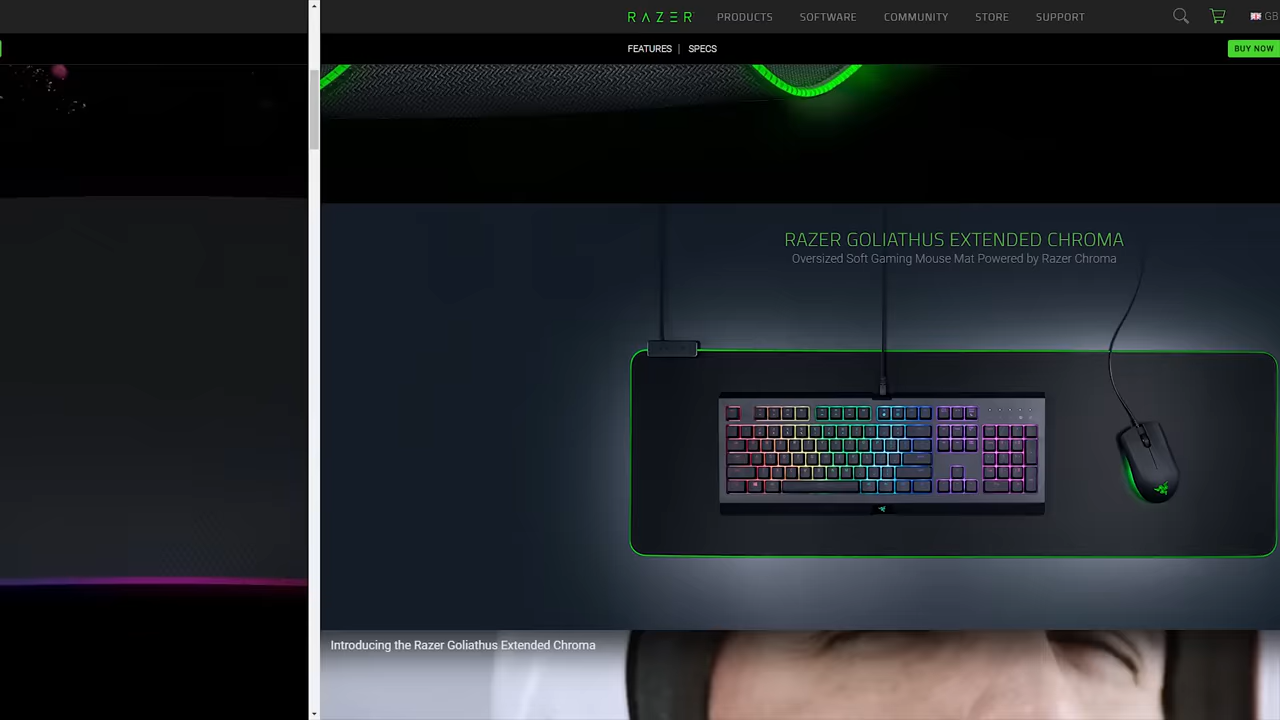 RAZER
PRODUCTS
SOFTWARE
COMMUNITY
STORE
SUPPORT
GB
FEATURES | SPECS
BUY NOW
RAZER GOLIATHUS EXTENDED CHROMA
Oversized Soft Gaming Mouse Mat Powered by Razer Chroma
Introducing the Razer Goliathus Extended Chroma